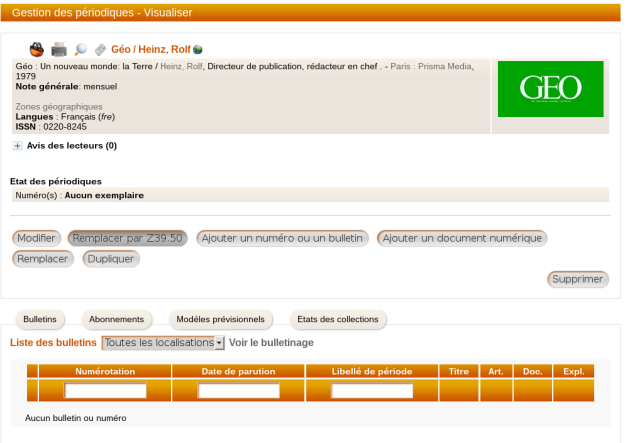 Gestion des périodiques - Visualiser
Géo / Heinz, Rolf
Géo : Un nouveau monde: la Terre / Heinz, Rolf, Directeur de publication, rédacteur en chef . - Paris : Prisma Media,
1979
Note générale: mensuel
GEO
Zones géographiques
Langues : Français (fre)
ISSN : 0220-8245
Avis des lecteurs (0)
Etat des périodiques
Numéro(s) : Aucun exemplaire
Modifier Remplacer par Z39.50 Ajouter un numéro ou un bulletin Ajouter un document numérique
Remplacer Dupliquer
Supprimer
Bulletins Abonnements Modèles prévisionnels Etats des collections
Liste des bulletins Toutes les localisations Voir le bulletinage
Numérotation Date de parution Libellé de période Titre Art. Doc. Expl.
Aucun bulletin ou numéro